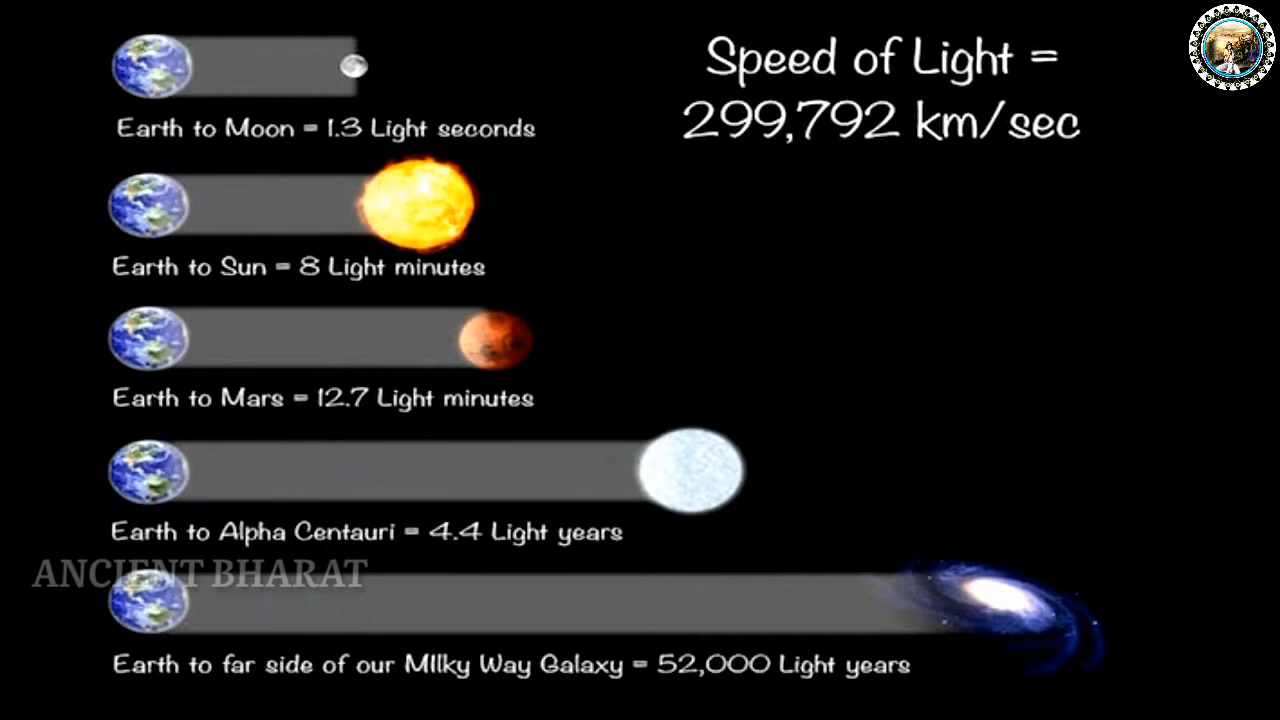 Speed of Light =
299,792 km/sec
Earth to Moon = 1.3 Light seconds
Earth to Sun = 8 Light minutes
Earth to Mars = 12.7 Light minutes
Earth to Alpha Centauri = 4.4 Light years
ANCIENT BHARAT
Earth to far side of our MIlky Way Galaxy = 52,000 Light years